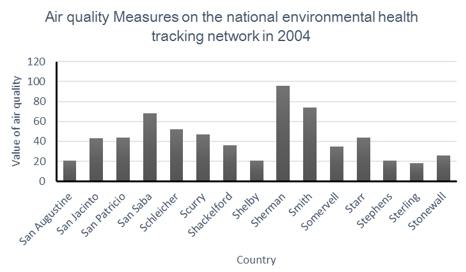 Air quality Measures on the national environmental health
tracking network in 2004
Value of air quality
120
100
80
60
40
20
0
San Augustine
San Jacinto
San Patricio
San Saba
Schleicher
Scurry
Shackelford
Shelby
Sherman
Smith
Somervell
Starr
Stephens
Sterling
Stonewall
Country